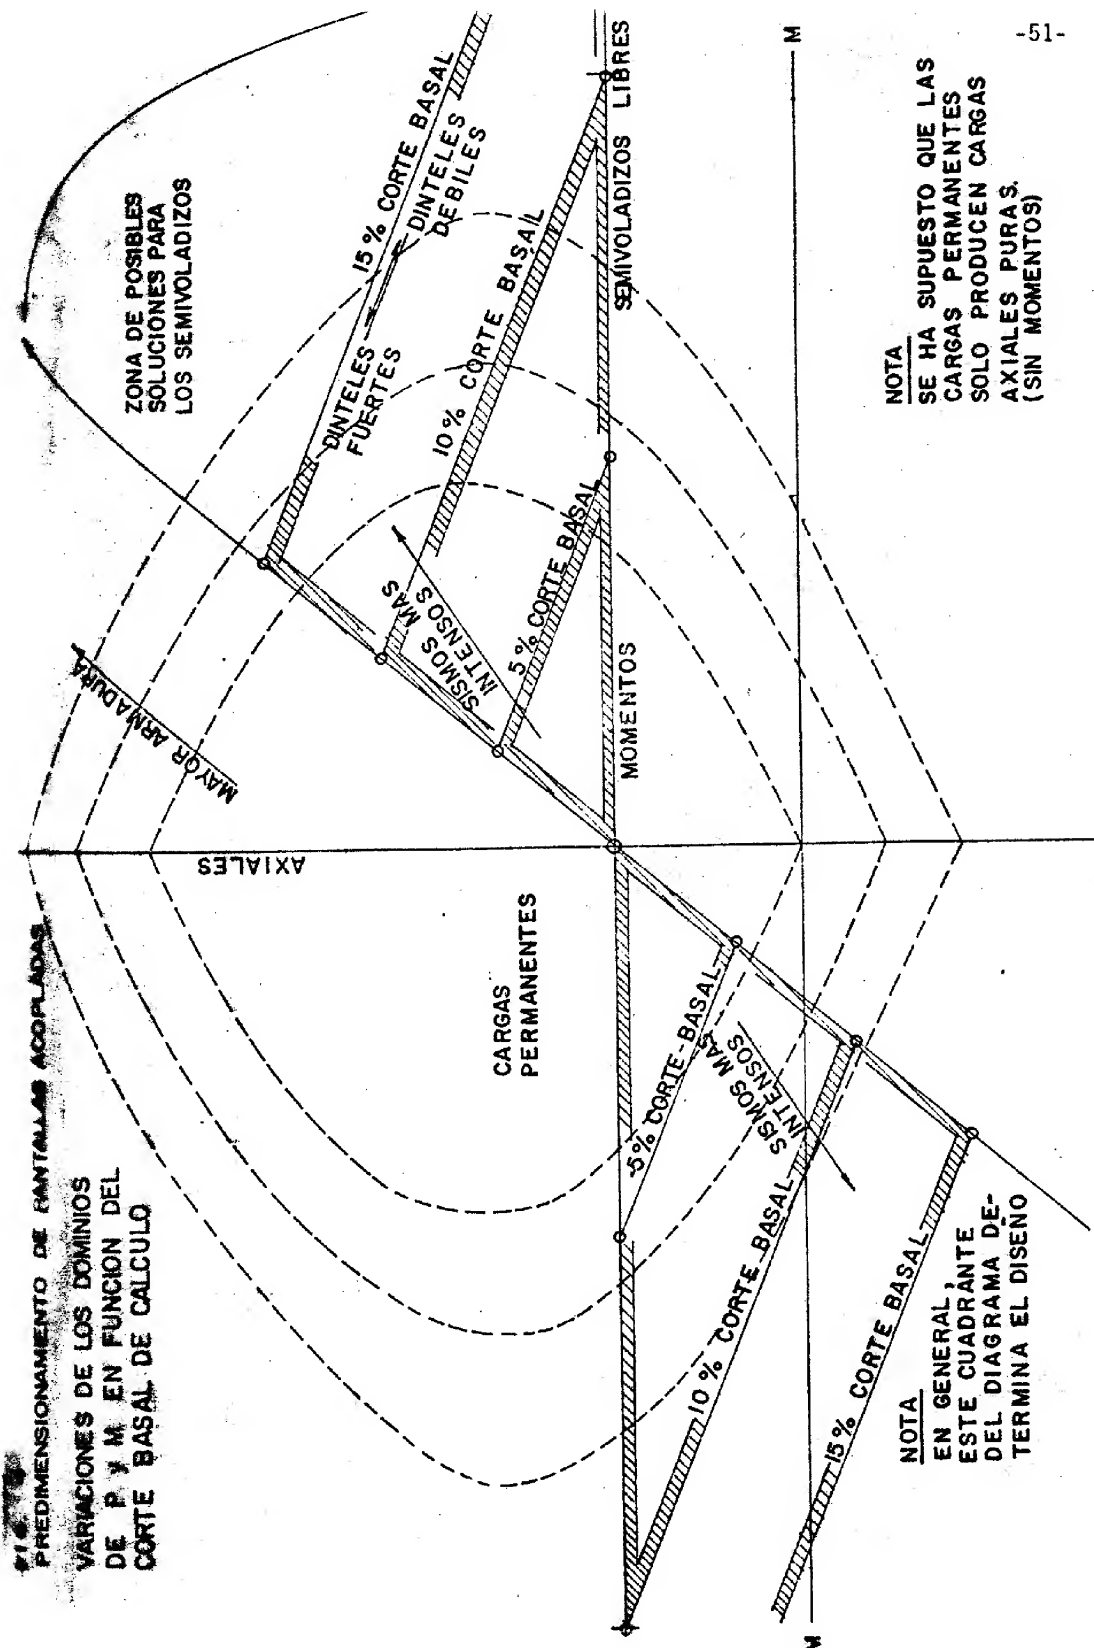 -51-
PREDIMENSIONAMIENTO DE PANTALLAS ACOPLADAS
VARIACIONES DE LOS DOMINIOS
DE P y M EN FUNCION DEL
CORTE BASAL DE CALCULO
MAYOR ARMADURA
AXIALES
ZONA DE POSIBLES
SOLUCIONES PARA
LOS SEMIVOLADIZOS
15% CORTE BASAL
DINTELES
FUERTES
DINTELES
DEBILES
10% CORTE BASAL
SISMOS MAS
INTENSOS
5% CORTE BASAL
CARGAS
PERMANENTES
MOMENTOS
SEMIVOLADIZOS LIBRES
5% CORTE-BASAL
SISMOS MAS
INTENSOS
10% CORTE BASAL
15% CORTE BASAL
M
M
NOTA
EN GENERAL,
ESTE CUADRANTE
DEL DIAGRAMA DE-
TERMINA EL DISEÑO
NOTA
SE HA SUPUESTO QUE LAS
CARGAS PERMANENTES
SOLO PRODUCEN CARGAS
AXIALES PURAS.
(SIN MOMENTOS)